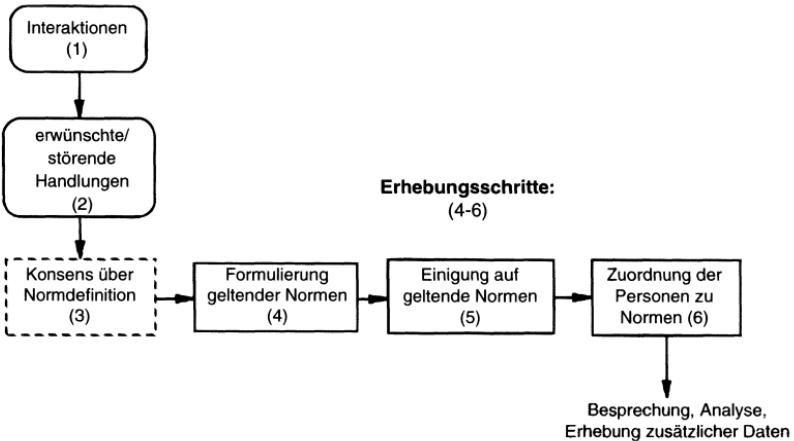 Interaktionen
(1)
erwünschte/
störende
Handlungen
(2)
Erhebungsschritte:
(4-6)
Konsens über
Normdefinition
(3)
Formulierung
geltender Normen
(4)
Einigung auf
geltende Normen
(5)
Zuordnung der
Personen zu
Normen (6)
Besprechung, Analyse,
Erhebung zusätzlicher Daten